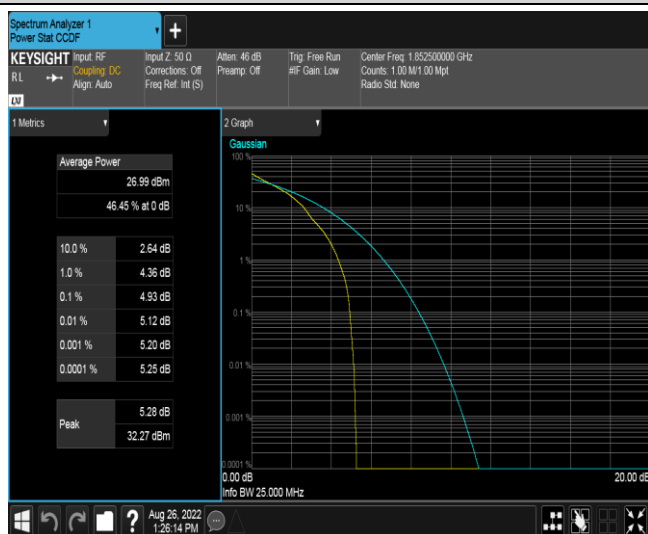 Spectrum Analyzer 1
Power Stat CCDF
+
KEYSIGHT
RL
LXI
Input: RF
Coupling: DC
Align: Auto
Input Z: 50 Ω
Corrections: Off
Freq Ref: Int (S)
Atten: 46 dB
Preamp: Off
Trig: Free Run
#IF Gain: Low
Center Freq: 1.852500000 GHz
Counts: 1.00 M/1.00 Mpt
Radio Std: None
1 Metrics
Average Power
26.99 dBm
46.45 % at 0 dB
10.0 % 2.64 dB
1.0 % 4.36 dB
0.1 % 4.93 dB
0.01 % 5.12 dB
0.001 % 5.20 dB
0.0001 % 5.25 dB
Peak
5.28 dB
32.27 dBm
2 Graph
Gaussian
100 %
10 %
1 %
0.1 %
0.01 %
0.001 %
0.0001 %
0.00 dB
20.00 dB
Info BW 25.000 MHz
?
Aug 26, 2022
1:26:14 PM